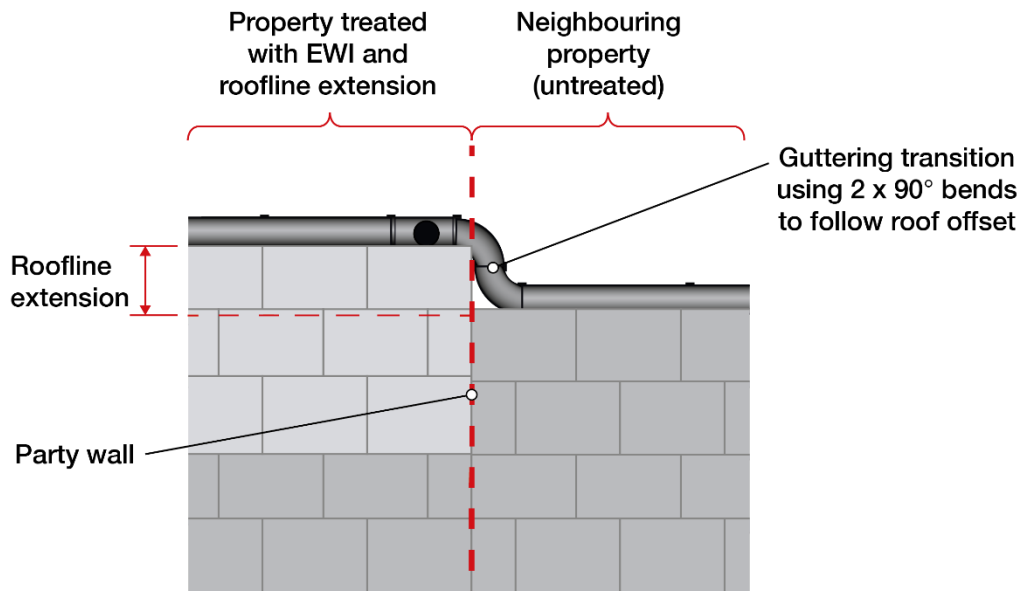 Property treated
with EWI and
roofline extension
Neighbouring
property
(untreated)
Guttering transition
using 2 x 90° bends
to follow roof offset
Roofline
extension
Party wall